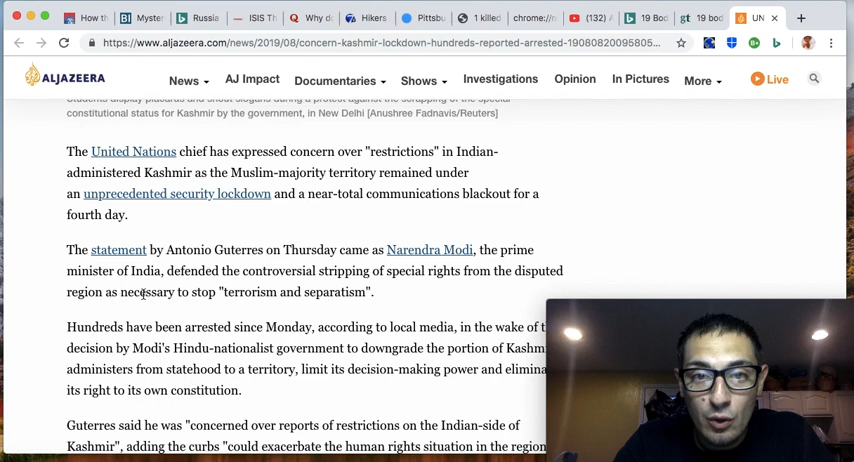 How th
Myster
Russia
ISIS Th
Why do
Hikers
Pittsbu
1 killed
chrome://n
(132) /
19 Bod
19 bod
UN
https://www.aljazeera.com/news/2019/08/concern-kashmir-lockdown-hundreds-reported-arrested-19080820095805...
ALJAZEERA
News
AJ Impact
Documentaries
Shows
Investigations
Opinion
In Pictures
More
Live
Students display placards and shout slogans during a protest against the scrapping of the special
constitutional status for Kashmir by the government, in New Delhi [Anushree Fadnavis/Reuters]
The United Nations chief has expressed concern over "restrictions" in Indian-
administered Kashmir as the Muslim-majority territory remained under
an unprecedented security lockdown and a near-total communications blackout for a
fourth day.
The statement by Antonio Guterres on Thursday came as Narendra Modi, the prime
minister of India, defended the controversial stripping of special rights from the disputed
region as necessary to stop "terrorism and separatism".
Hundreds have been arrested since Monday, according to local media, in the wake of t
decision by Modi's Hindu-nationalist government to downgrade the portion of Kashm
administers from statehood to a territory, limit its decision-making power and elimina
its right to its own constitution.
Guterres said he was "concerned over reports of restrictions on the Indian-side of
Kashmir", adding the curbs "could exacerbate the human rights situation in the region